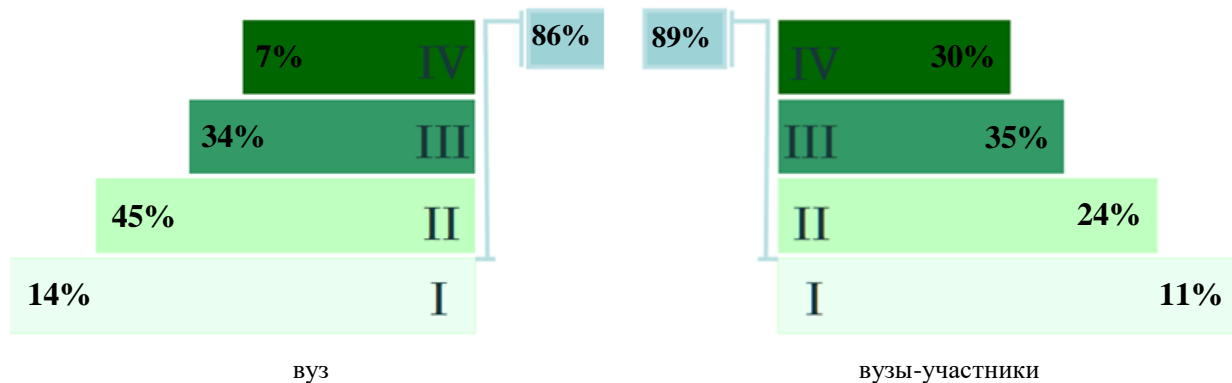 86% 89%
7% IV IV 30%
34% III III 35%
45% II II 24%
14% I I 11%
вуз вузы-участники